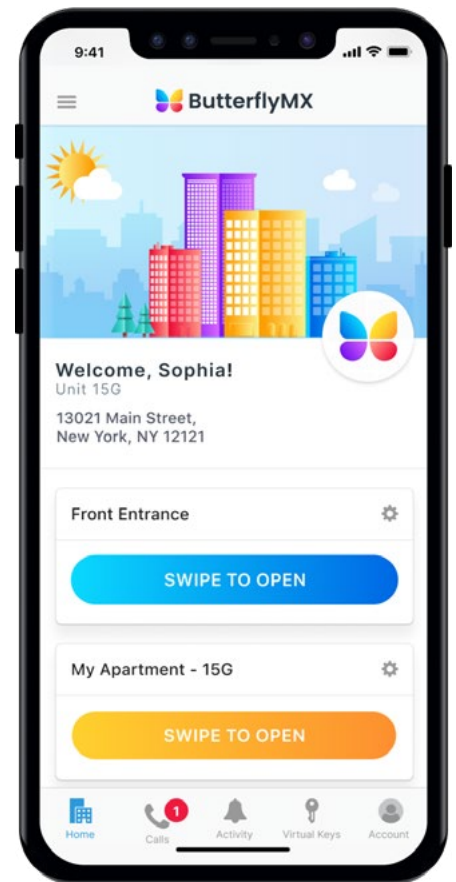 9:41
ButterflyMX
Welcome, Sophia!
Unit 15G
13021 Main Street,
New York, NY 12121
Front Entrance
SWIPE TO OPEN
My Apartment - 15G
SWIPE TO OPEN
1
Home Calls Activity Virtual Keys Account